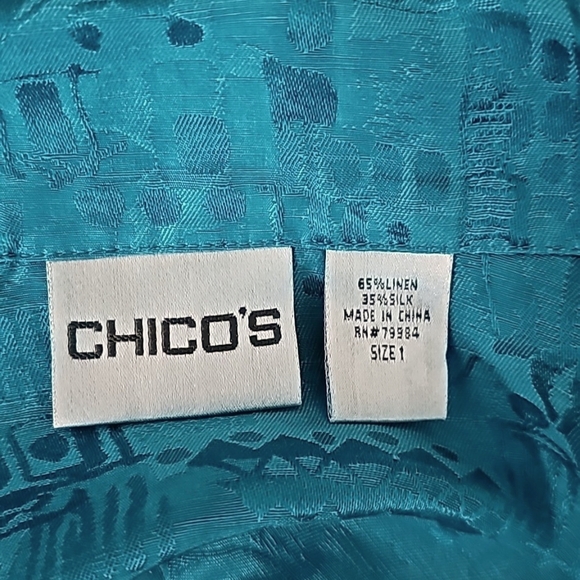 CHICO'S
65%LINEN
35%SILK
MADE IN CHINA
RN#79984
SIZE 1